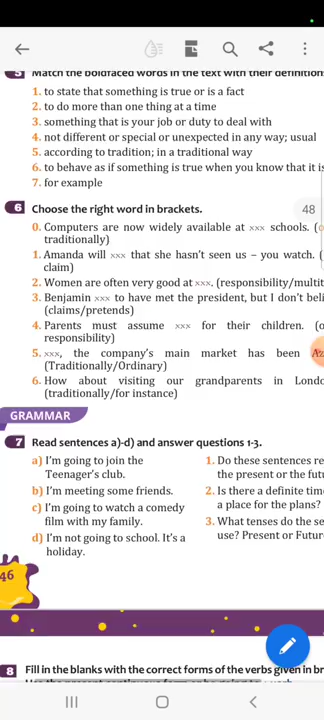 5 Match the boldfaced words in the text with their definition
1. to state that something is true or is a fact
2. to do more than one thing at a time
3. something that is your job or duty to deal with
4. not different or special or unexpected in any way; usual
5. according to tradition; in a traditional way
6. to behave as if something is true when you know that it is
7. for example
6 Choose the right word in brackets.
48
0. Computers are now widely available at xxx schools. (o
traditionally)
1. Amanda will xxx that she hasn't seen us – you watch. (
claim)
2. Women are often very good at xxx. (responsibility/multit
3. Benjamin xxx to have met the president, but I don't beli
(claims/pretends)
4. Parents must assume xxx for their children. (o
responsibility)
5. xxx, the company's main market has been
(Traditionally/Ordinary)
6. How about visiting our grandparents in Londo
(traditionally/for instance)
GRAMMAR
7 Read sentences a)-d) and answer questions 1-3.
a) I'm going to join the
Teenager's club.
b) I'm meeting some friends.
c) I'm going to watch a comedy
film with my family.
d) I'm not going to school. It's a
holiday.
1. Do these sentences re
the present or the futu
2. Is there a definite tim
a place for the plans?
3. What tenses do the se
use? Present or Futur
46
8 Fill in the blanks with the correct forms of the verbs given in br